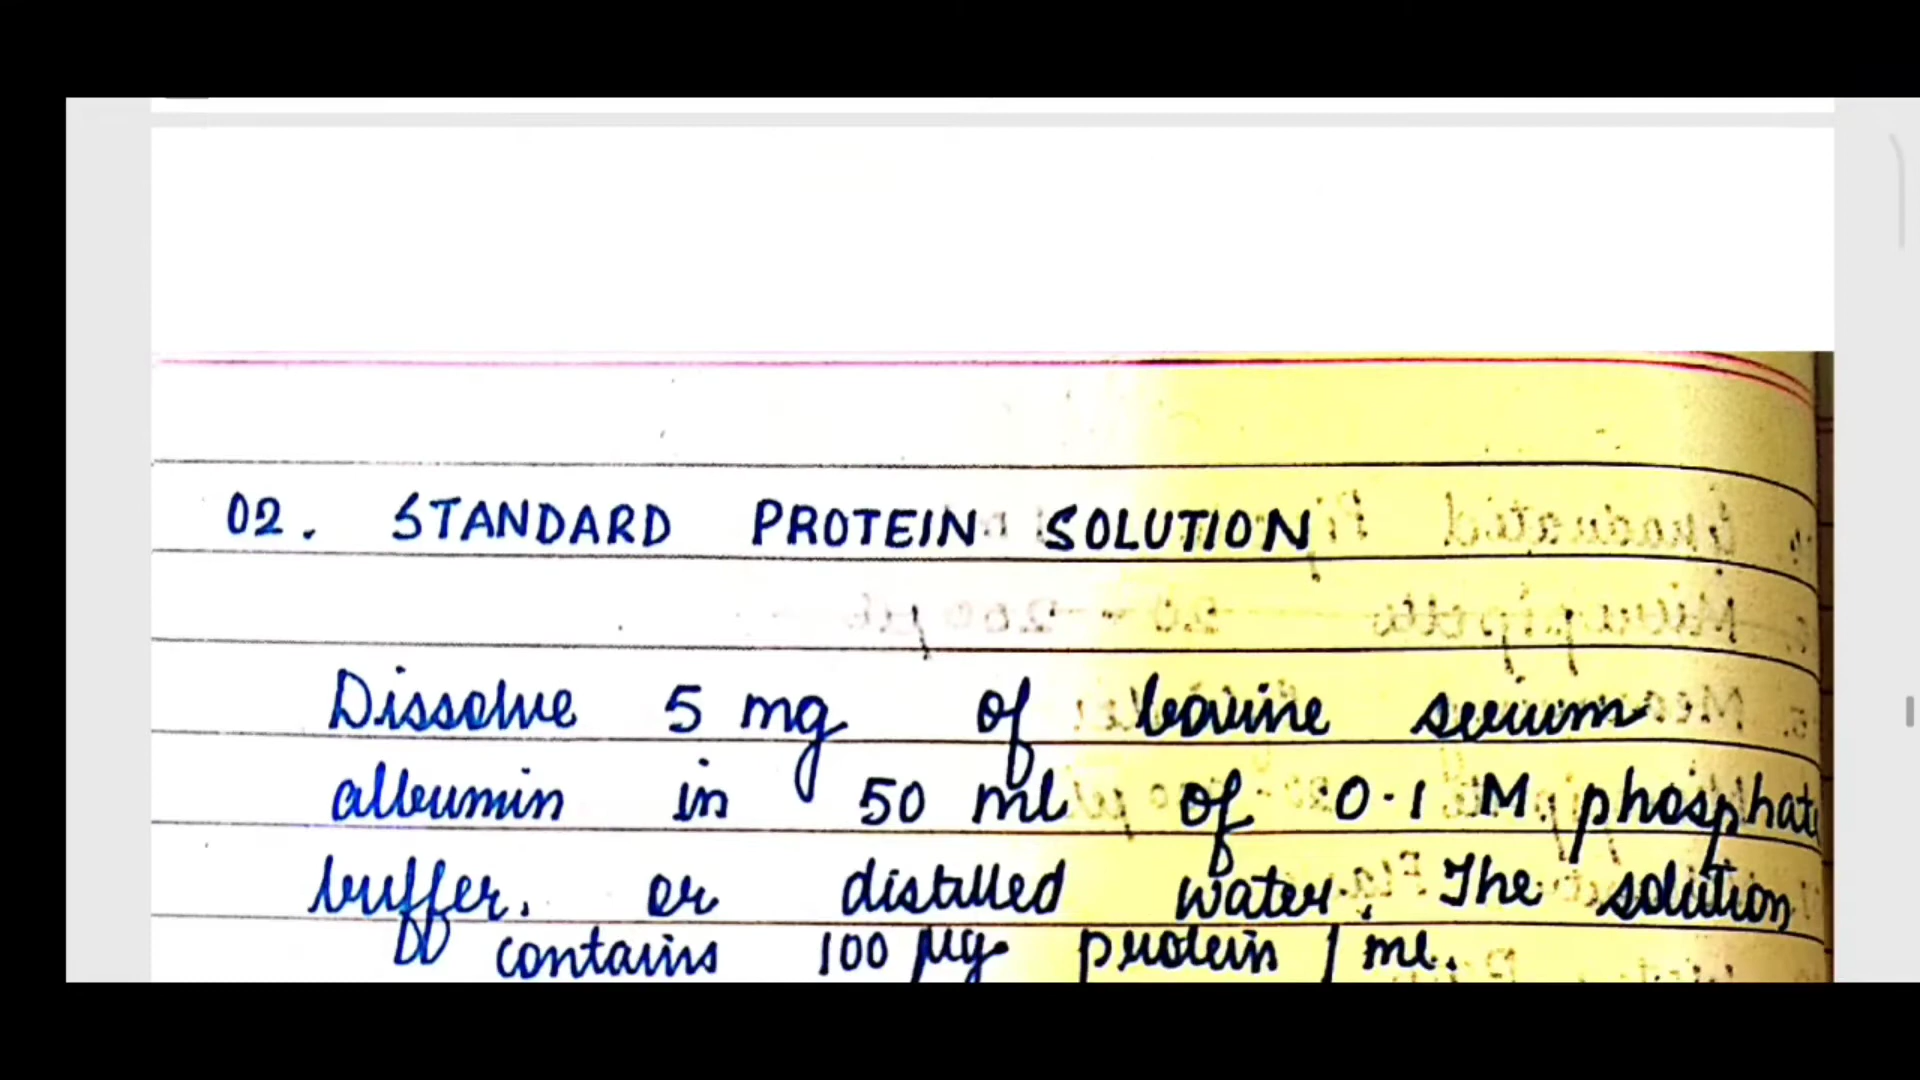 02. STANDARD PROTEIN SOLUTION
Dissolve 5 mg of bovine serum
albumin in 50 ml of 0.1 M phosphate
buffer. or distilled water. The solution
contains 100 μg protein / ml.